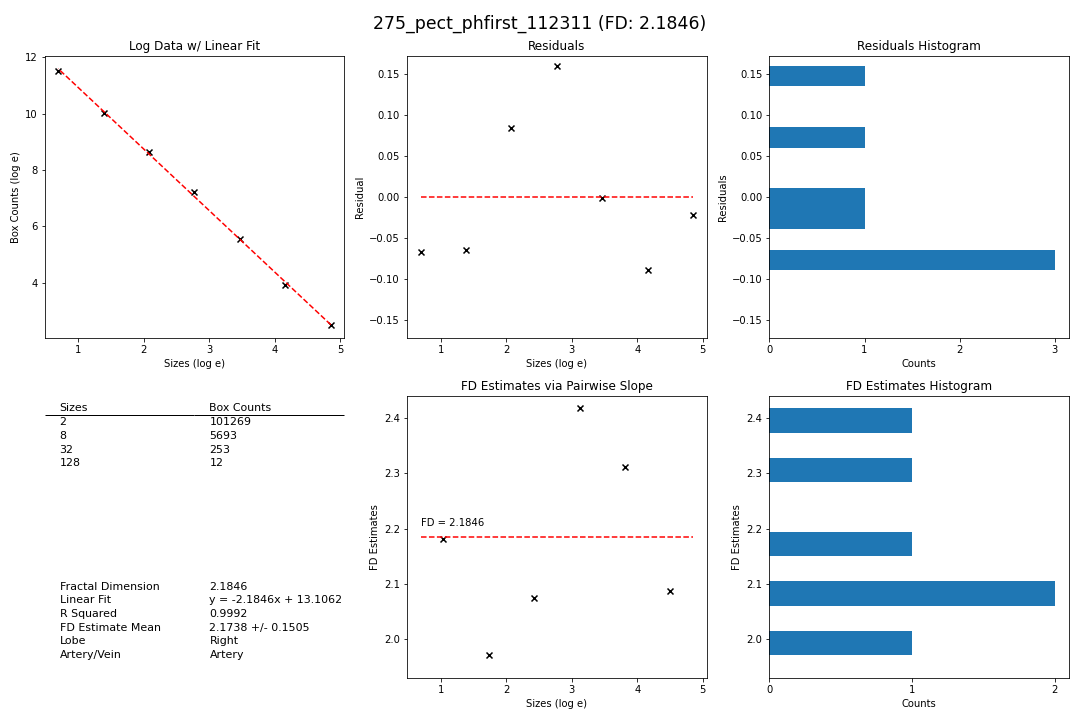 275_pect_phfirst_112311 (FD: 2.1846)
Log Data w/ Linear Fit
12
10
8
6
4
Box Counts (log e)
1 2 3 4 5
Sizes (log e)
Residuals
0.15
0.10
0.05
0.00
−0.05
−0.10
−0.15
Residual
1 2 3 4 5
Sizes (log e)
Residuals Histogram
0.15
0.10
0.05
0.00
−0.05
−0.10
−0.15
Residuals
0 1 2 3
Counts
Sizes Box Counts
2 101269
8 5693
32 253
128 12
Fractal Dimension 2.1846
Linear Fit y = -2.1846x + 13.1062
R Squared 0.9992
FD Estimate Mean 2.1738 +/- 0.1505
Lobe Right
Artery/Vein Artery
FD Estimates via Pairwise Slope
2.4
2.3
2.2
2.1
2.0
FD Estimates
FD = 2.1846
1 2 3 4 5
Sizes (log e)
FD Estimates Histogram
2.4
2.3
2.2
2.1
2.0
FD Estimates
0 1 2
Counts